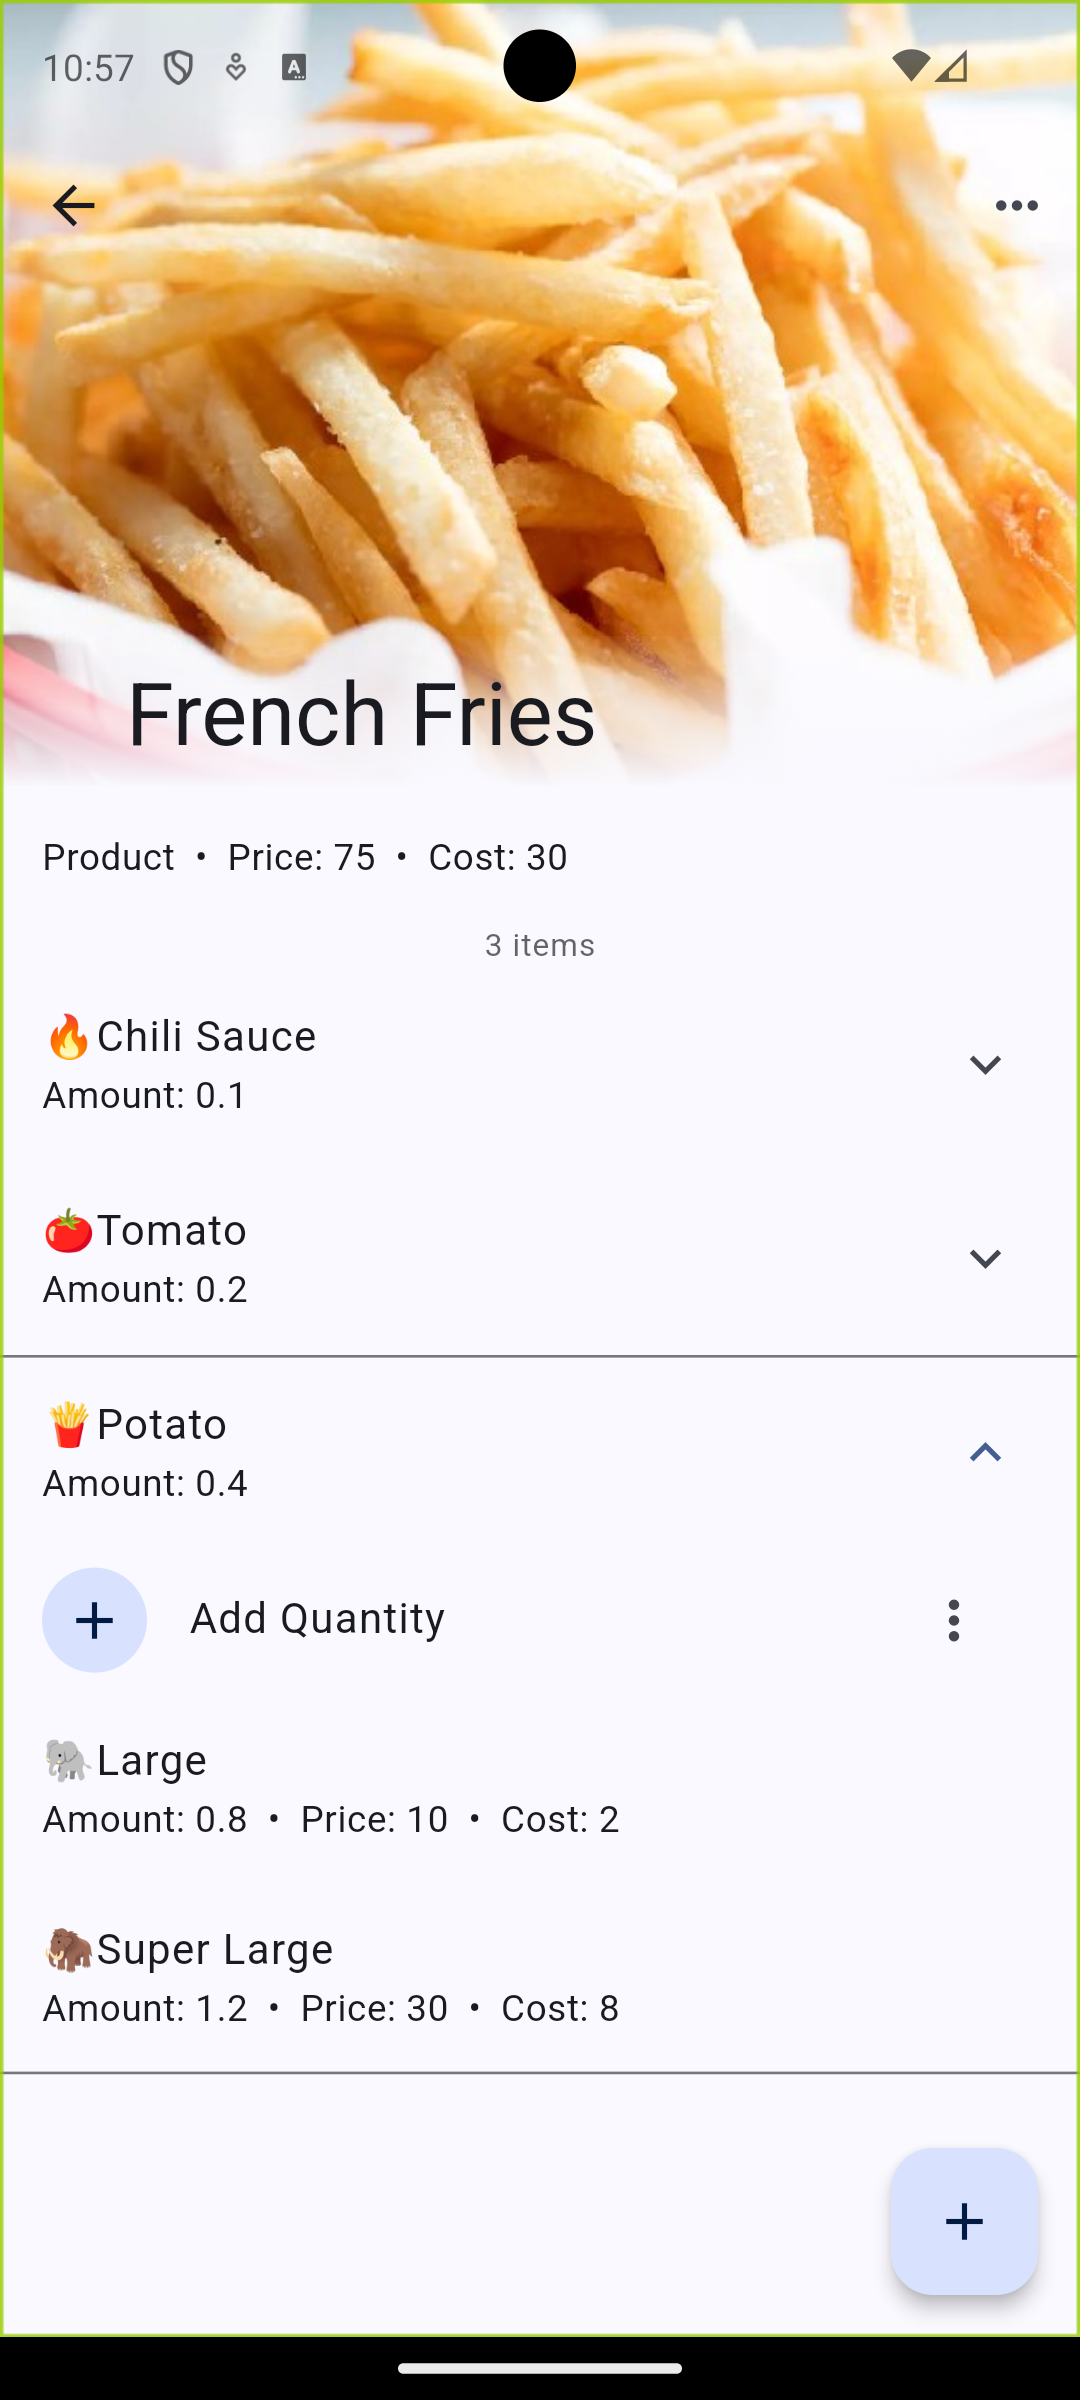 10:57
French Fries
Product • Price: 75 • Cost: 30
3 items
🔥Chili Sauce
Amount: 0.1
🍅Tomato
Amount: 0.2
🍟Potato
Amount: 0.4
Add Quantity
🐘Large
Amount: 0.8 • Price: 10 • Cost: 2
🦣Super Large
Amount: 1.2 • Price: 30 • Cost: 8